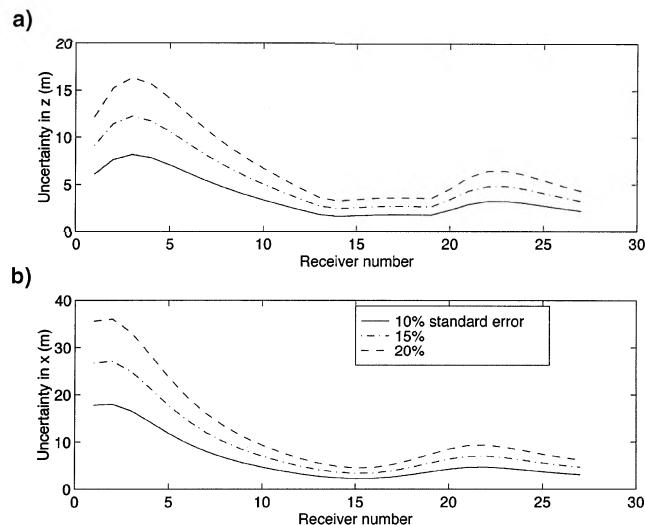 a)
20
15
10
5
0
Uncertainty in z (m)
0 5 10 15 20 25 30
Receiver number
b)
40
30
20
10
0
Uncertainty in x (m)
10% standard error
15%
20%
0 5 10 15 20 25 30
Receiver number